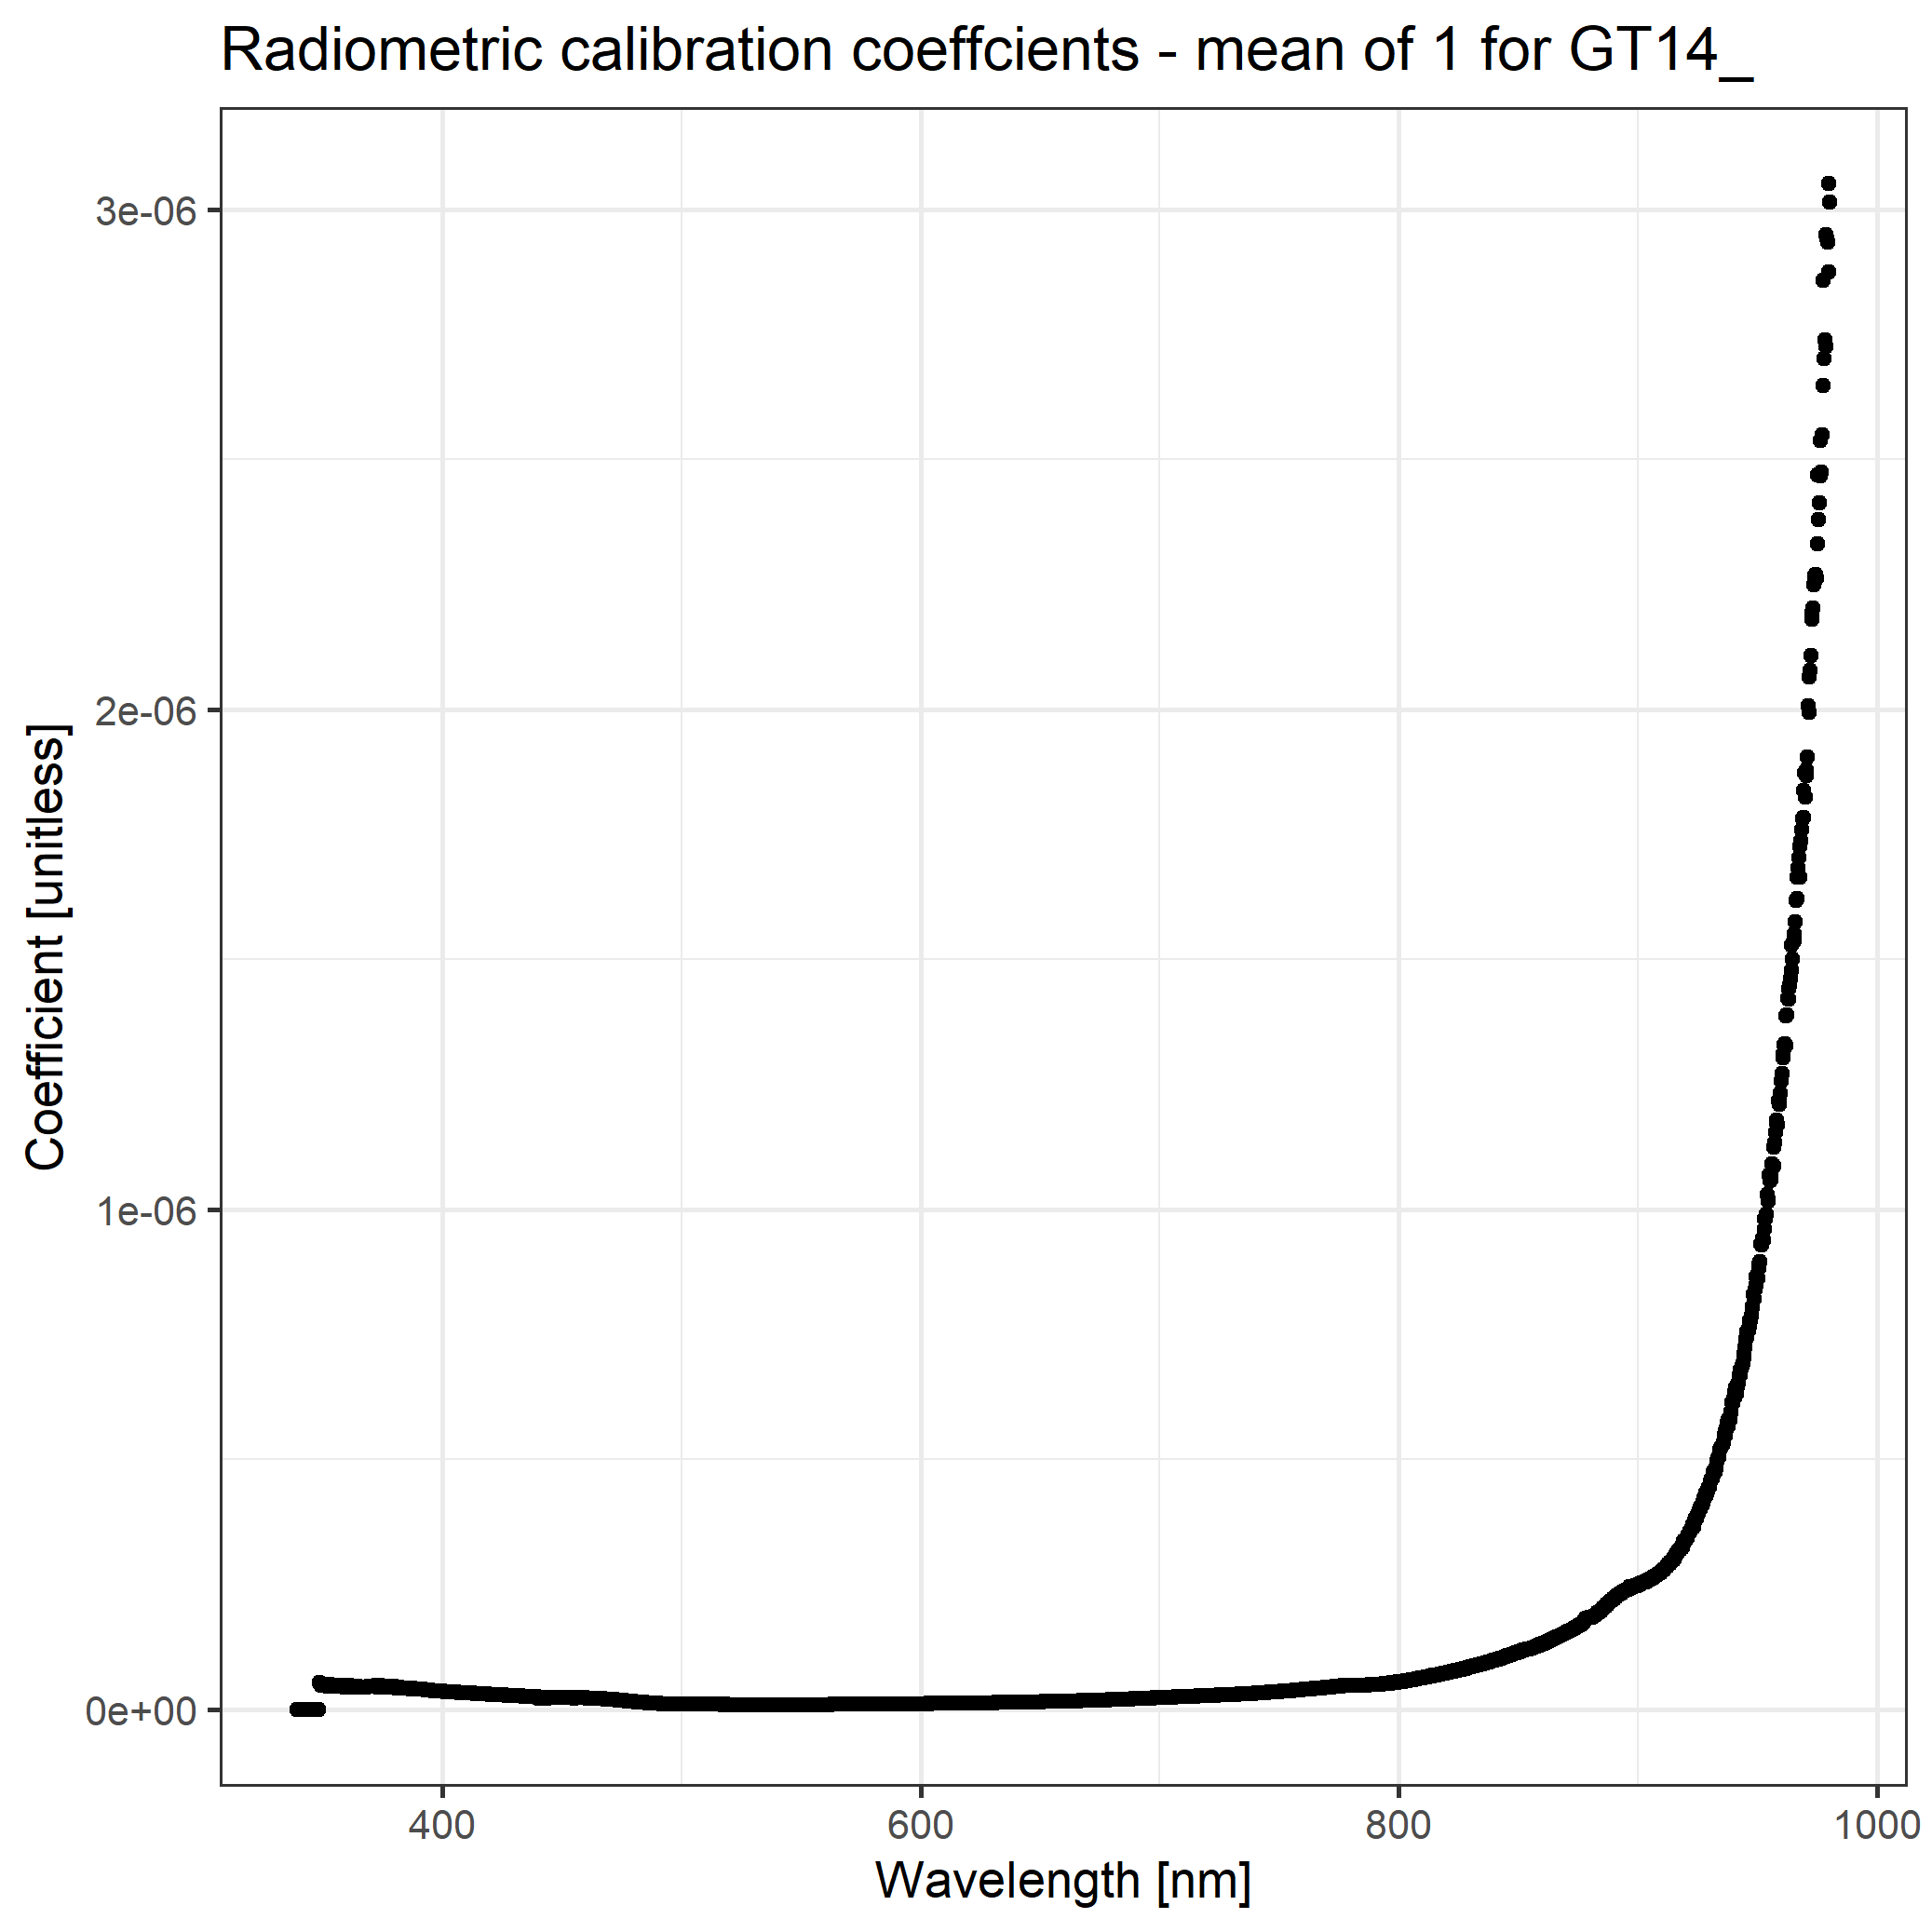 Radiometric calibration coeffcients - mean of 1 for GT14_
3e-06
2e-06
1e-06
0e+00
Coefficient [unitless]
400
600
800
1000
Wavelength [nm]